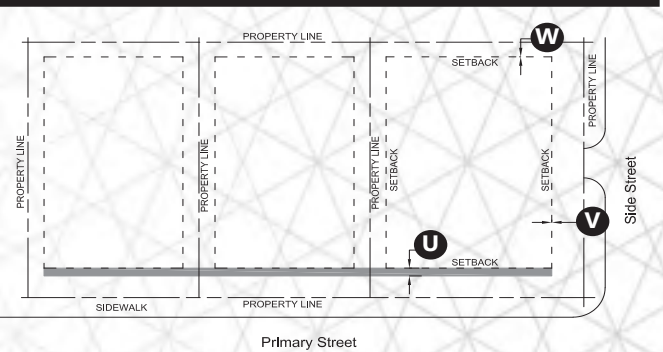 PROPERTY LINE
W
SETBACK
PROPERTY LINE
PROPERTY LINE
PROPERTY LINE
PROPERTY LINE
SETBACK
SETBACK
Side Street
V
U
SETBACK
SIDEWALK
PROPERTY LINE
Primary Street